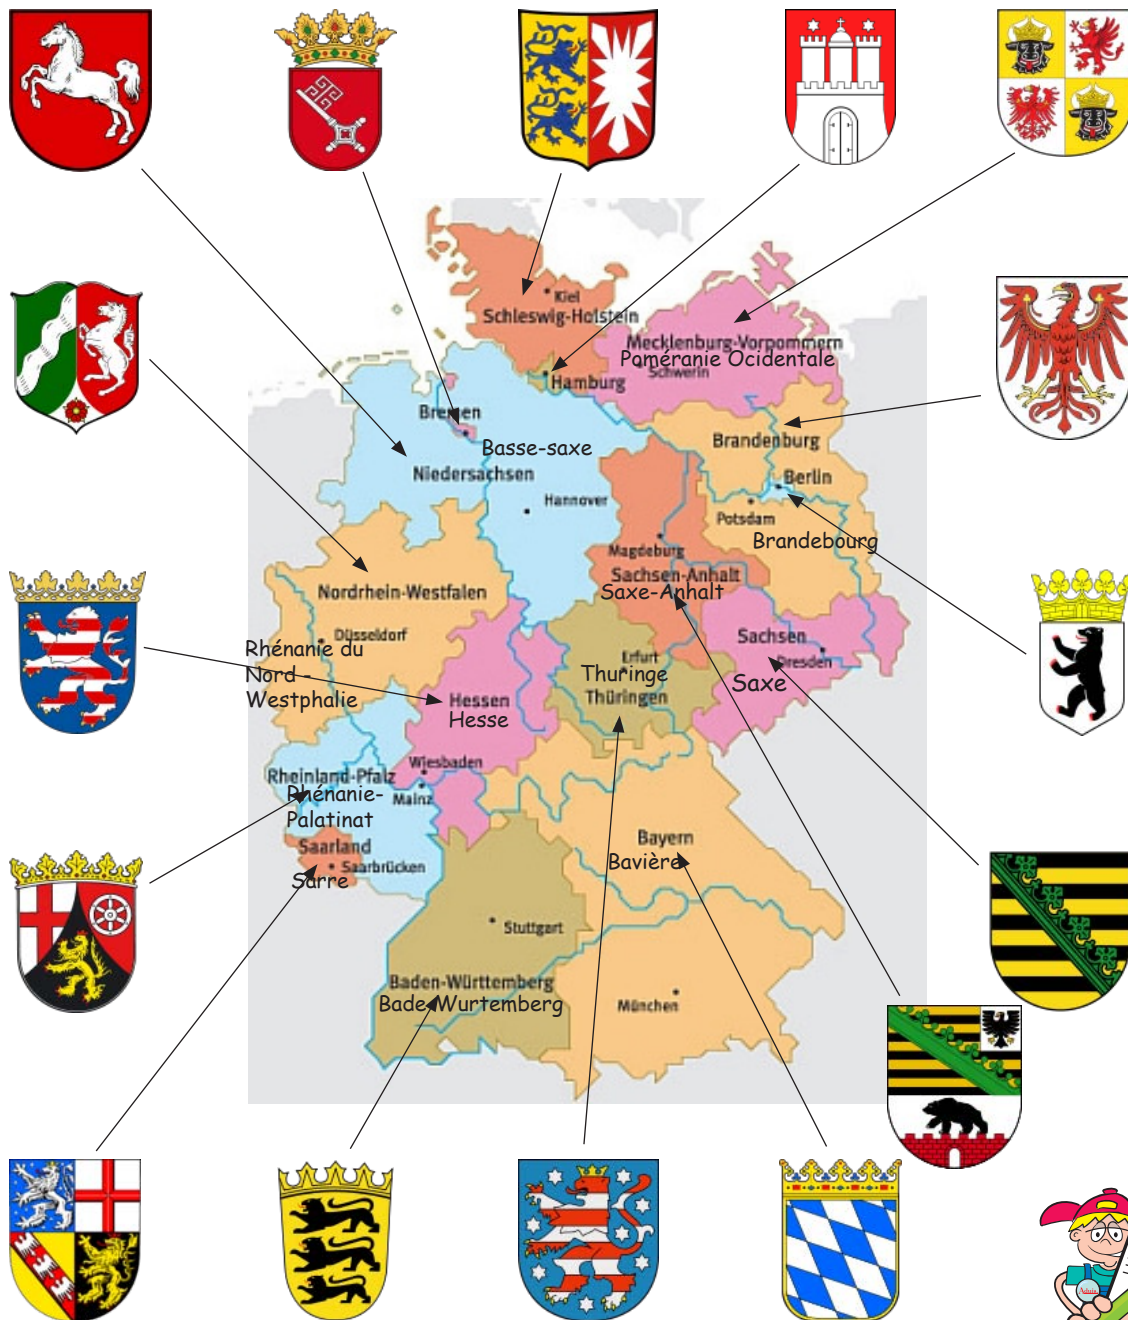 Kiel
Schleswig-Holstein
Mecklenburg-Vorpommern
Poméranie Ocidentale
Schwerin
Hamburg
Bremen
Basse-saxe
Niedersachsen
Hannover
Brandenburg
Berlin
Potsdam
Brandebourg
Magdeburg
Sachsen-Anhalt
Saxe-Anhalt
Nordrhein-Westfalen
Düsseldorf
Rhénanie du
Nord -
Westphalie
Sachsen
Dresden
Saxe
Erfurt
Thuringe
Thüringen
Hessen
Hesse
Wiesbaden
Rheinland-Pfalz
Mainz
Rhénanie-
Palatinat
Saarland
Saarbrücken
Sarre
Bayern
Bavière
Stuttgart
Baden-Württemberg
Bade-Wurtemberg
München
Aduis